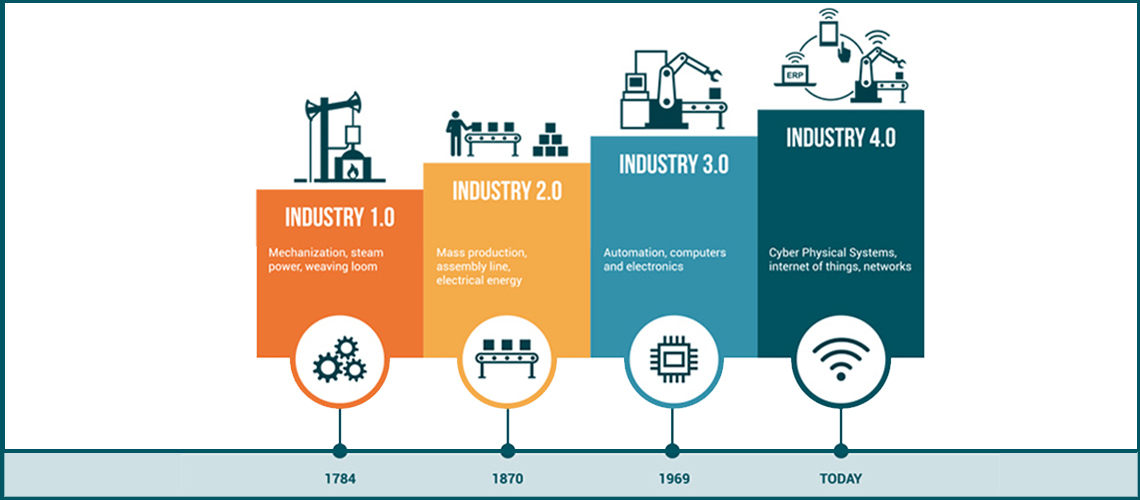 ERP
INDUSTRY 1.0
Mechanization, steam
power, weaving loom
INDUSTRY 2.0
Mass production,
assembly line,
electrical energy
INDUSTRY 3.0
Automation, computers
and electronics
INDUSTRY 4.0
Cyber Physical Systems,
internet of things, networks
1784
1870
1969
TODAY